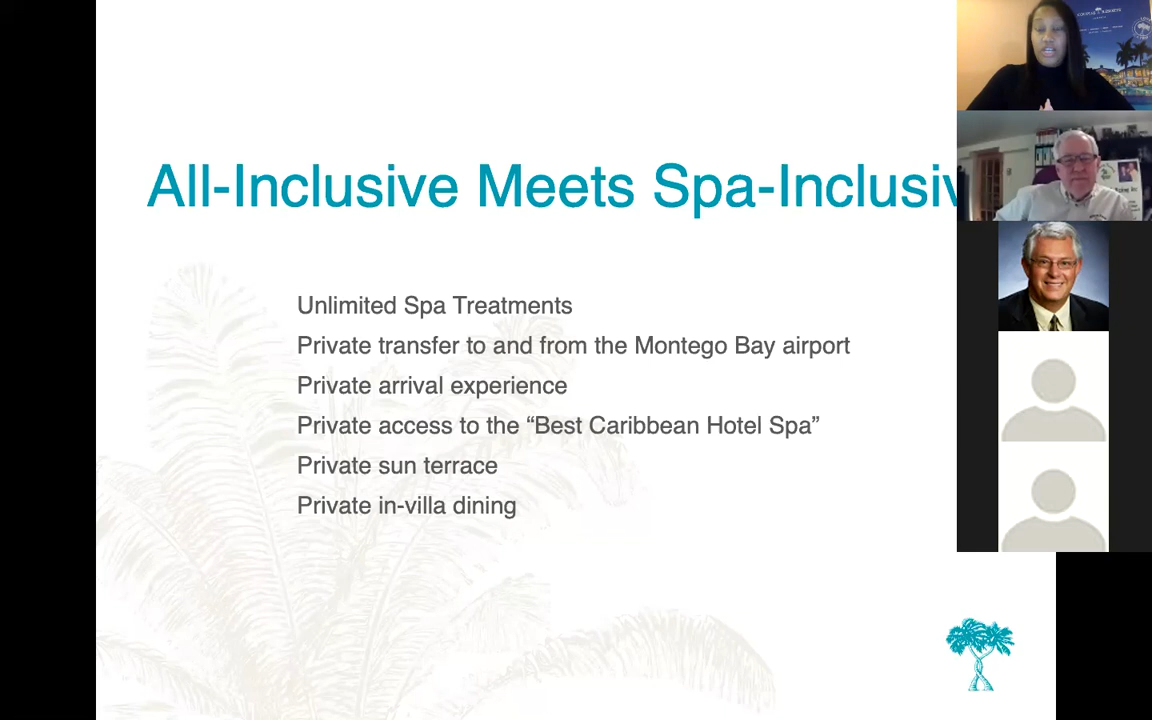 All-Inclusive Meets Spa-Inclusiv
Unlimited Spa Treatments
Private transfer to and from the Montego Bay airport
Private arrival experience
Private access to the “Best Caribbean Hotel Spa”
Private sun terrace
Private in-villa dining